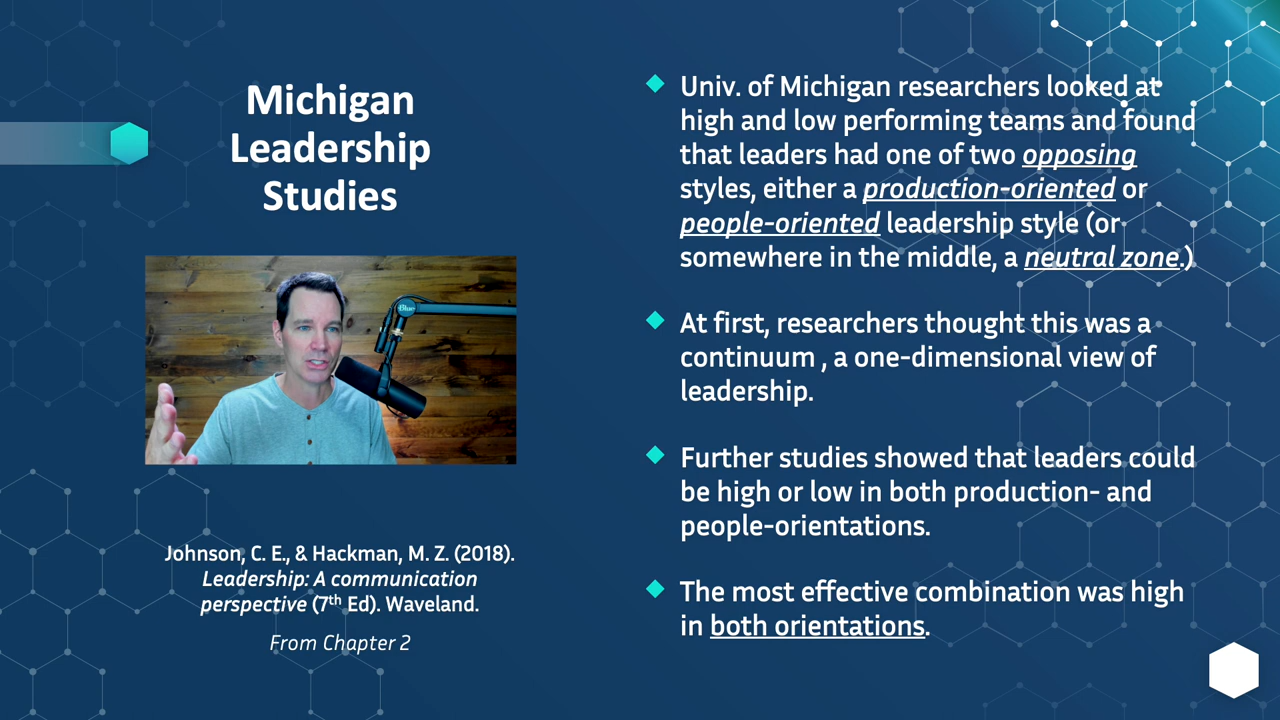 Michigan
Leadership
Studies
Blue
Johnson, C. E., & Hackman, M. Z. (2018).
Leadership: A communication
perspective (7th Ed). Waveland.
From Chapter 2
Univ. of Michigan researchers looked at
high and low performing teams and found
that leaders had one of two opposing
styles, either a production-oriented or
people-oriented leadership style (or
somewhere in the middle, a neutral zone.)
At first, researchers thought this was a
continuum , a one-dimensional view of
leadership.
Further studies showed that leaders could
be high or low in both production- and
people-orientations.
The most effective combination was high
in both orientations.